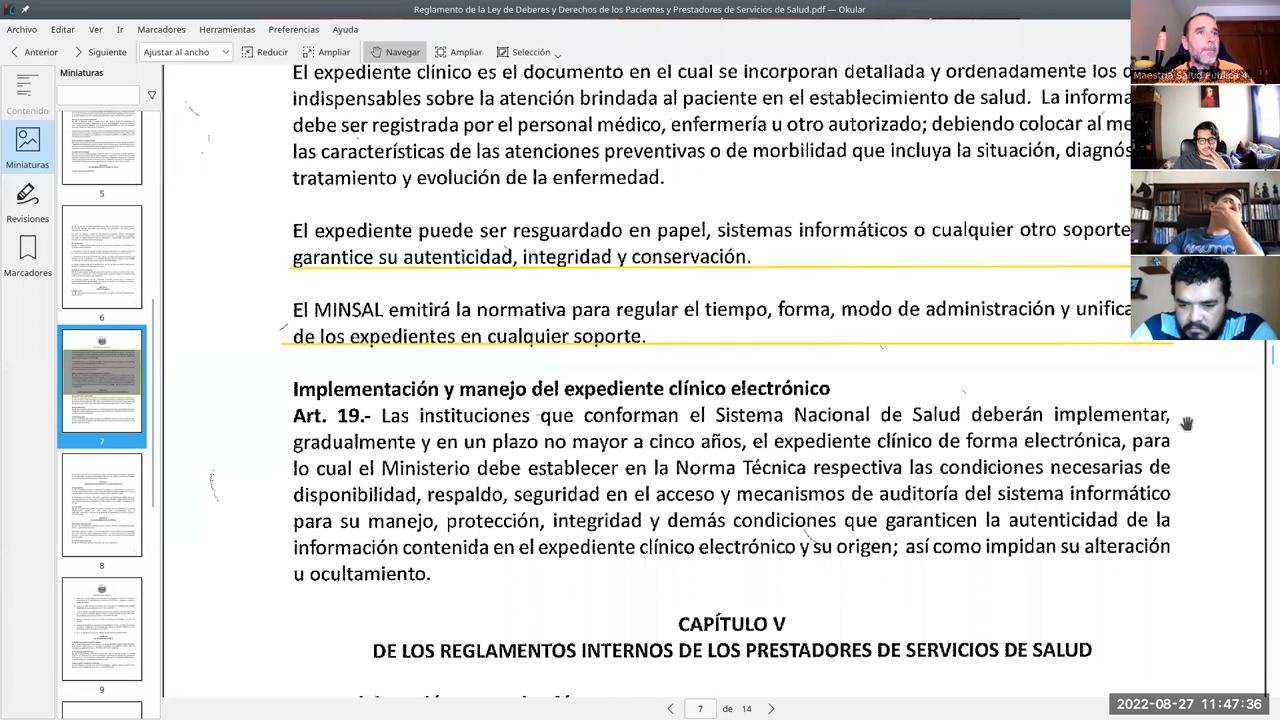 Reglamento de la Ley de Deberes y Derechos de los Pacientes y Prestadores de Servicios de Salud.pdf — Okular
Archivo Editar Ver Ir Marcadores Herramientas Preferencias Ayuda
Anterior Siguiente Ajustar al ancho Reducir Ampliar Navegar Ampliar Selección
Contenido
Miniaturas
Revisiones
Marcadores
Miniaturas
5
6
7
8
9
El expediente clínico es el documento en el cual se incorporan detallada y ordenadamente los
indispensables sobre la atención brindada al paciente en el establecimiento de salud. La informa
debe ser registrada por el personal médico, enfermería u otro autorizado; debiendo colocar al me
las características de las atenciones preventivas o de morbilidad que incluya la situación, diagnós
tratamiento y evolución de la enfermedad.
El expediente puede ser resguardado en papel, sistemas informáticos o cualquier otro soporte
garantice su autenticidad, integridad y conservación.
El MINSAL emitirá la normativa para regular el tiempo, forma, modo de administración y unifica
de los expedientes en cualquier soporte.
Implementación y manejo del expediente clínico electrónico
Art. 19.- Las instituciones que conforman el Sistema Nacional de Salud deberán implementar,
gradualmente y en un plazo no mayor a cinco años, el expediente clínico de forma electrónica, para
lo cual el Ministerio debe establecer en la Norma Técnica respectiva las condiciones necesarias de
disponibilidad, respaldo, seguridad en el acceso y mecanismos de auditoría del sistema informático
para su manejo, protección, integridad y demás condiciones que garanticen la autenticidad de la
información contenida en el expediente clínico electrónico y su origen; así como impidan su alteración
u ocultamiento.
CAPÍTULO V
DE LOS REGLAMENTOS INTERNOS DE LOS PRESTADORES DE SERVICIOS DE SALUD
7 de 14
Maestria Salud Publica 4
2022-08-27 11:47:36